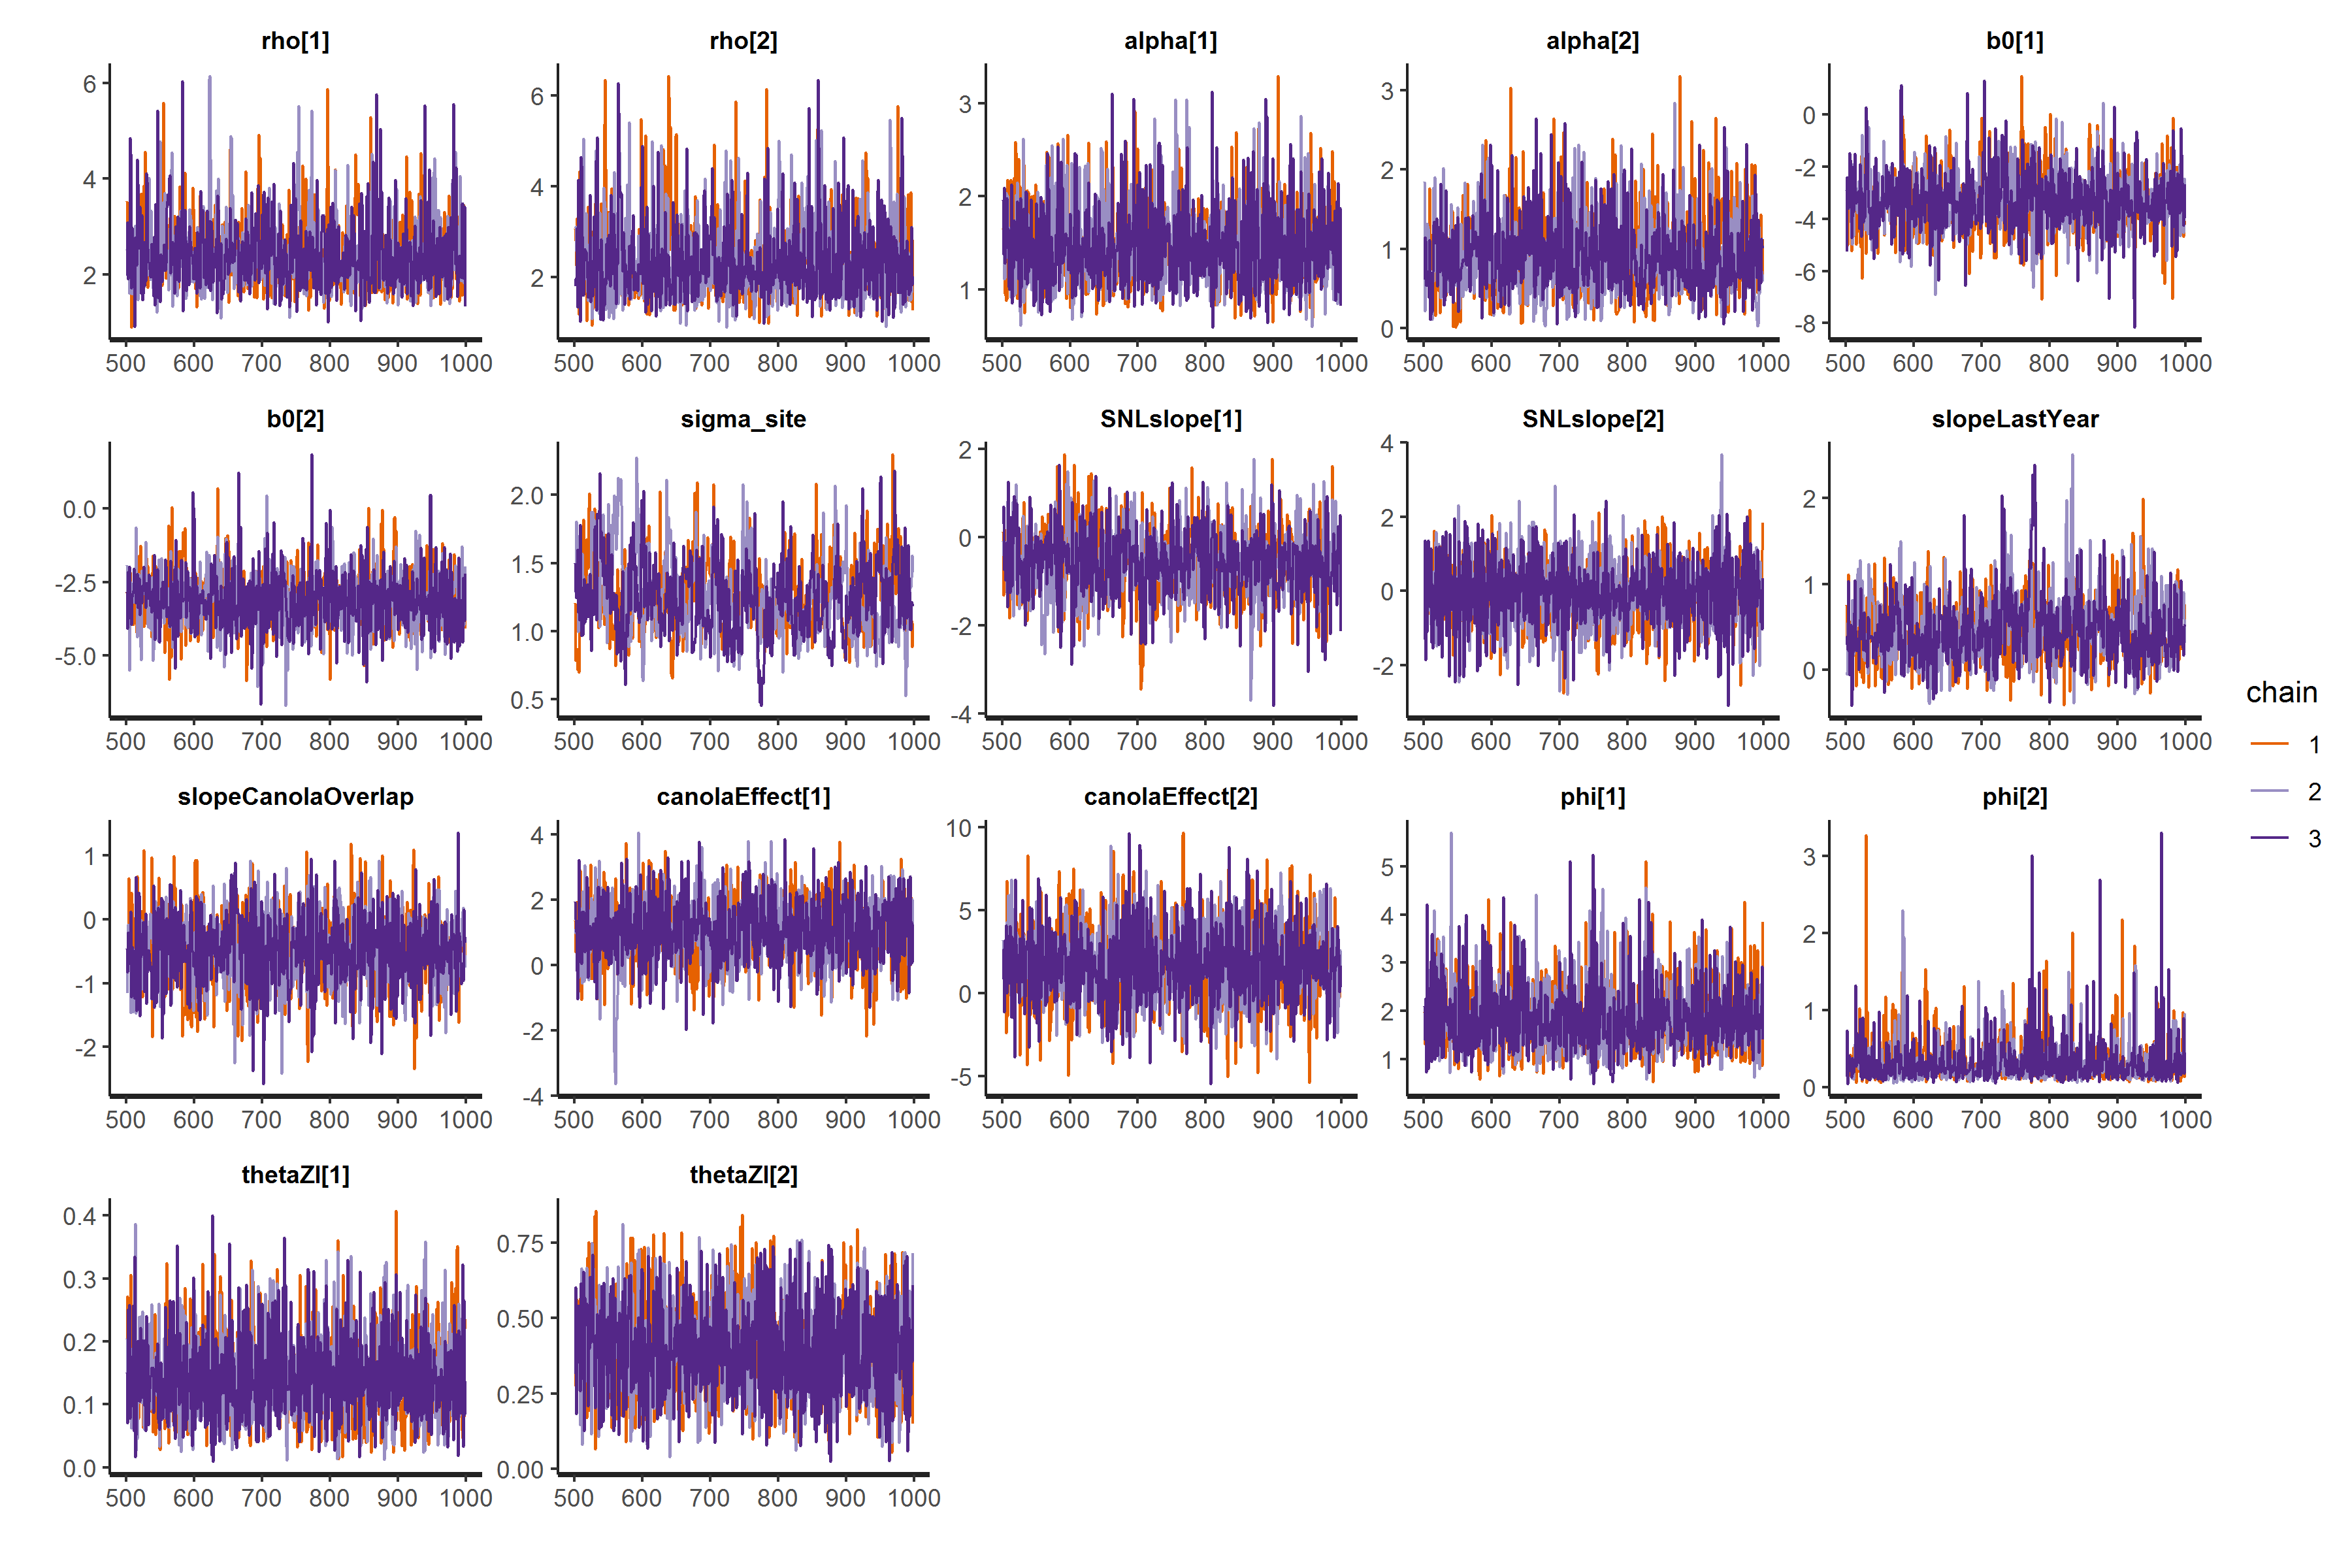 rho[1] rho[2] alpha[1] alpha[2] b0[1]
6 4 2
6 4 2
3 2 1
3 2 1 0
0 -2 -4 -6 -8
500 600 700 800 900 1000 500 600 700 800 900 1000 500 600 700 800 900 1000 500 600 700 800 900 1000 500 600 700 800 900 1000
b0[2] sigma_site SNLslope[1] SNLslope[2] slopeLastYear
0.0 -2.5 -5.0
2.0 1.5 1.0 0.5
2 0 -2 -4
4 2 0 -2
2 1 0
500 600 700 800 900 1000 500 600 700 800 900 1000 500 600 700 800 900 1000 500 600 700 800 900 1000 500 600 700 800 900 1000
slopeCanolaOverlap canolaEffect[1] canolaEffect[2] phi[1] phi[2]
1 0 -1 -2
4 2 0 -2 -4
10 5 0 -5
5 4 3 2 1
3 2 1 0
500 600 700 800 900 1000 500 600 700 800 900 1000 500 600 700 800 900 1000 500 600 700 800 900 1000 500 600 700 800 900 1000
thetaZI[1] thetaZI[2]
0.4 0.3 0.2 0.1 0.0
0.75 0.50 0.25 0.00
500 600 700 800 900 1000 500 600 700 800 900 1000
chain
1
2
3